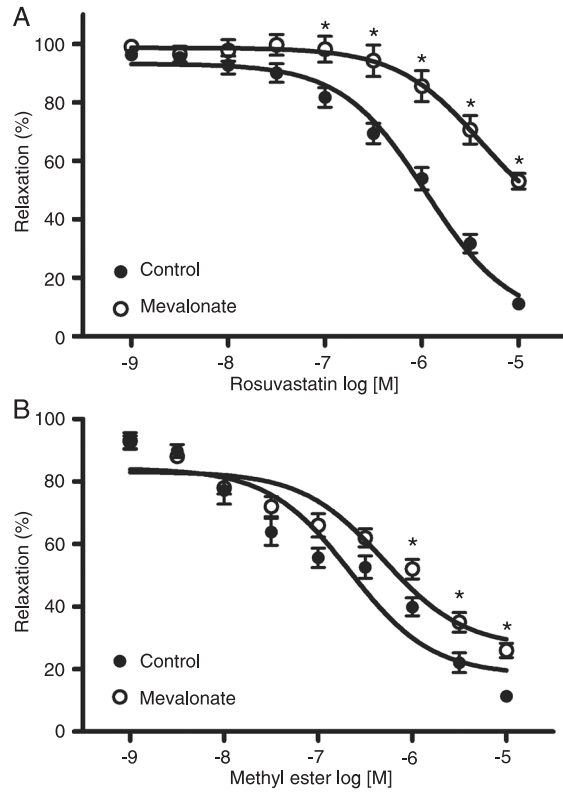 A
100
80
60
40
20
0
Relaxation (%)
* * * * *
Control
Mevalonate
-9 -8 -7 -6 -5
Rosuvastatin log [M]
B
100
80
60
40
20
0
Relaxation (%)
* * *
Control
Mevalonate
-9 -8 -7 -6 -5
Methyl ester log [M]